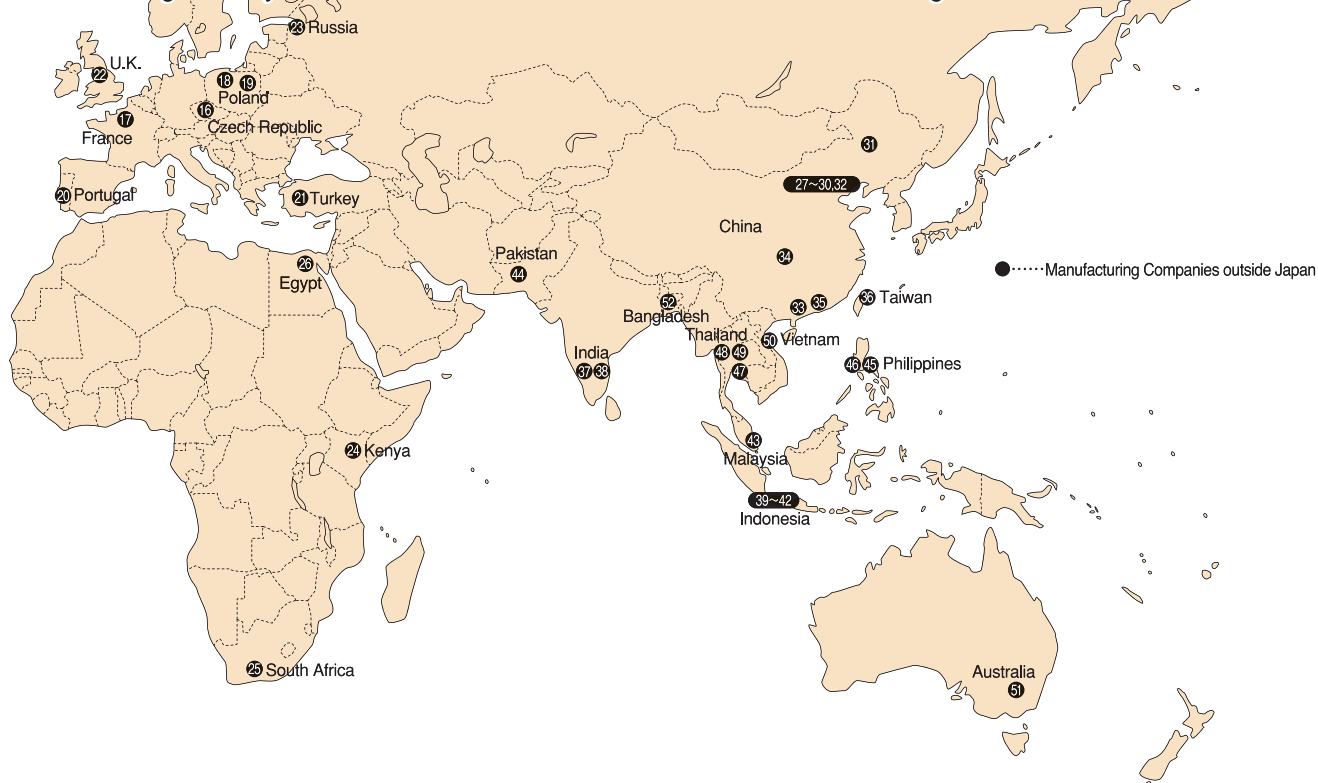 23 Russia
U.K.
22
18 19
Poland
16
Czech Republic
17
France
20 Portugal
21 Turkey
26
Egypt
24 Kenya
25 South Africa
31
27~30,32
China
34
33 35
36 Taiwan
Pakistan
44
52
Bangladesh
Thailand
48 49
47
50 Vietnam
India
37 38
46 45 Philippines
43
Malaysia
39~42
Indonesia
Australia
51
Manufacturing Companies outside Japan